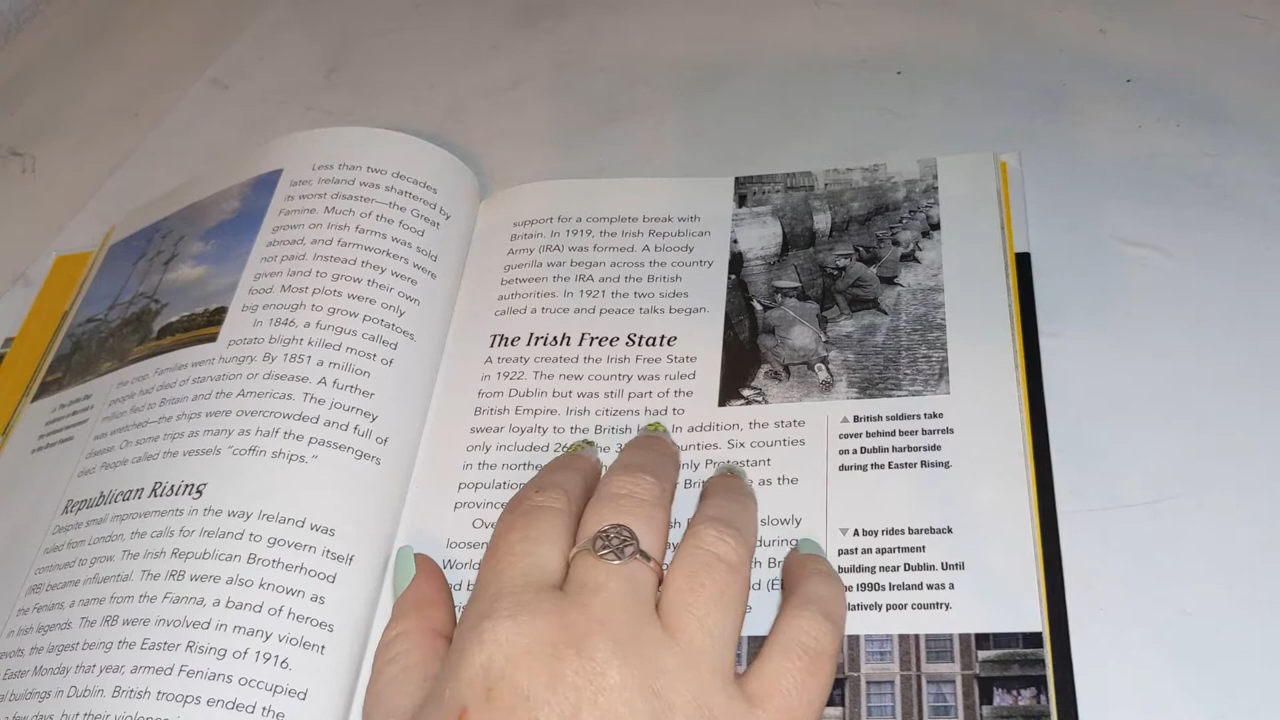 Less than two decades
later, Ireland was shattered by
its worst disaster—the Great
Famine. Much of the food
grown on Irish farms was sold
abroad, and farmworkers were
not paid. Instead they were
given land to grow their own
food. Most plots were only
big enough to grow potatoes.
In 1846, a fungus called
potato blight killed most of
the crop. Families went hungry. By 1851 a million
people had died of starvation or disease. A further
million fled to Britain and the Americas. The journey
was wretched—the ships were overcrowded and full of
disease. On some trips as many as half the passengers
died. People called the vessels "coffin ships."
Republican Rising
Despite small improvements in the way Ireland was
ruled from London, the calls for Ireland to govern itself
continued to grow. The Irish Republican Brotherhood
(IRB) became influential. The IRB were also known as
the Fenians, a name from the Fianna, a band of heroes
in Irish legends. The IRB were involved in many violent
revolts, the largest being the Easter Rising of 1916.
Easter Monday that year, armed Fenians occupied
buildings in Dublin. British troops ended the
few days, but their
support for a complete break with
Britain. In 1919, the Irish Republican
Army (IRA) was formed. A bloody
guerilla war began across the country
between the IRA and the British
authorities. In 1921 the two sides
called a truce and peace talks began.
The Irish Free State
A treaty created the Irish Free State
in 1922. The new country was ruled
from Dublin but was still part of the
British Empire. Irish citizens had to
swear loyalty to the British In addition, the state
only included 26 counties. Six counties
in the Protestant
as the
slowly
during
World
▲ British soldiers take
cover behind beer barrels
on a Dublin harborside
during the Easter Rising.
▼ A boy rides bareback
past an apartment
building near Dublin. Until
1990s Ireland was a
poor country.